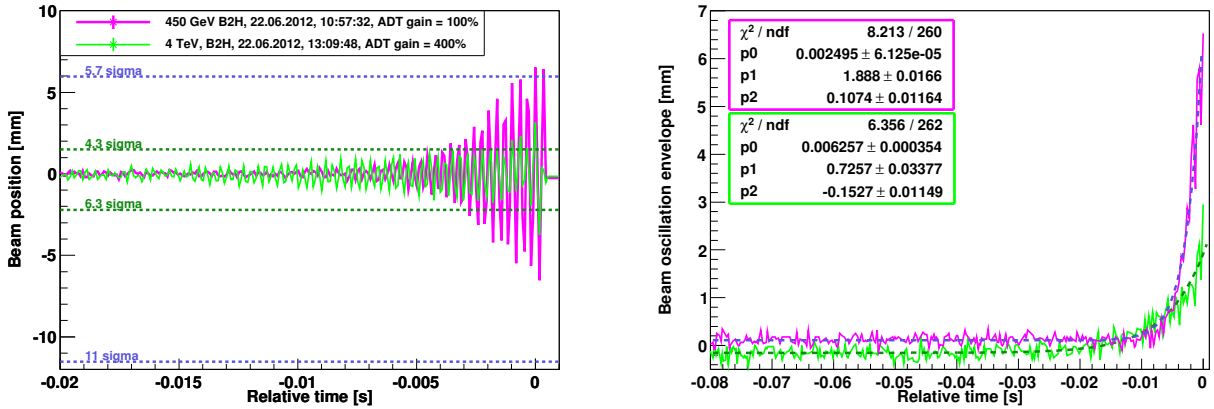 450 GeV B2H, 22.06.2012, 10:57:32, ADT gain = 100%
4 TeV, B2H, 22.06.2012, 13:09:48, ADT gain = 400%
5.7 sigma
4.3 sigma
6.3 sigma
11 sigma
Beam position [mm]
10
5
0
-5
-10
-0.02 -0.015 -0.01 -0.005 0
Relative time [s]
χ² / ndf 8.213 / 260
p0 0.002495 ± 6.125e-05
p1 1.888 ± 0.0166
p2 0.1074 ± 0.01164
χ² / ndf 6.356 / 262
p0 0.006257 ± 0.000354
p1 0.7257 ± 0.03377
p2 -0.1527 ± 0.01149
Beam oscillation envelope [mm]
7
6
5
4
3
2
1
0
-0.08 -0.07 -0.06 -0.05 -0.04 -0.03 -0.02 -0.01 0
Relative time [s]